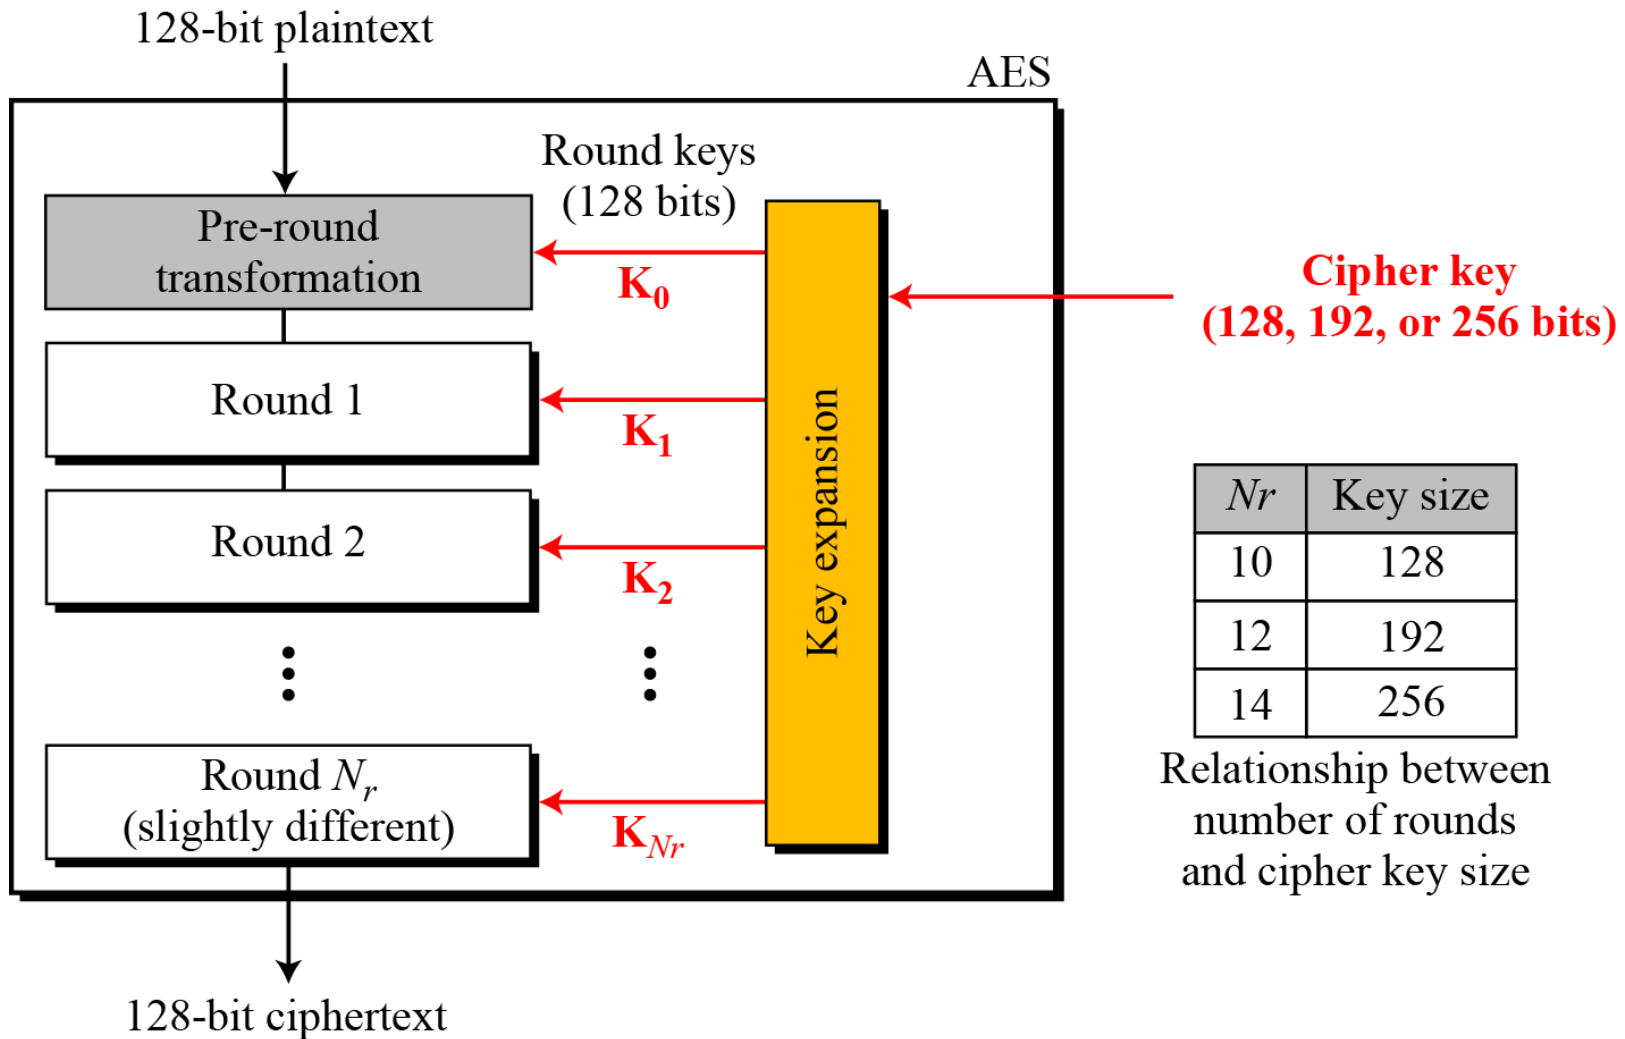 128-bit plaintext
AES
Round keys
(128 bits)
Pre-round
transformation
K0
Cipher key
(128, 192, or 256 bits)
Round 1
K1
Round 2
K2
Key expansion
Round Nr
(slightly different)
KNr
Nr Key size
10 128
12 192
14 256
Relationship between
number of rounds
and cipher key size
128-bit ciphertext